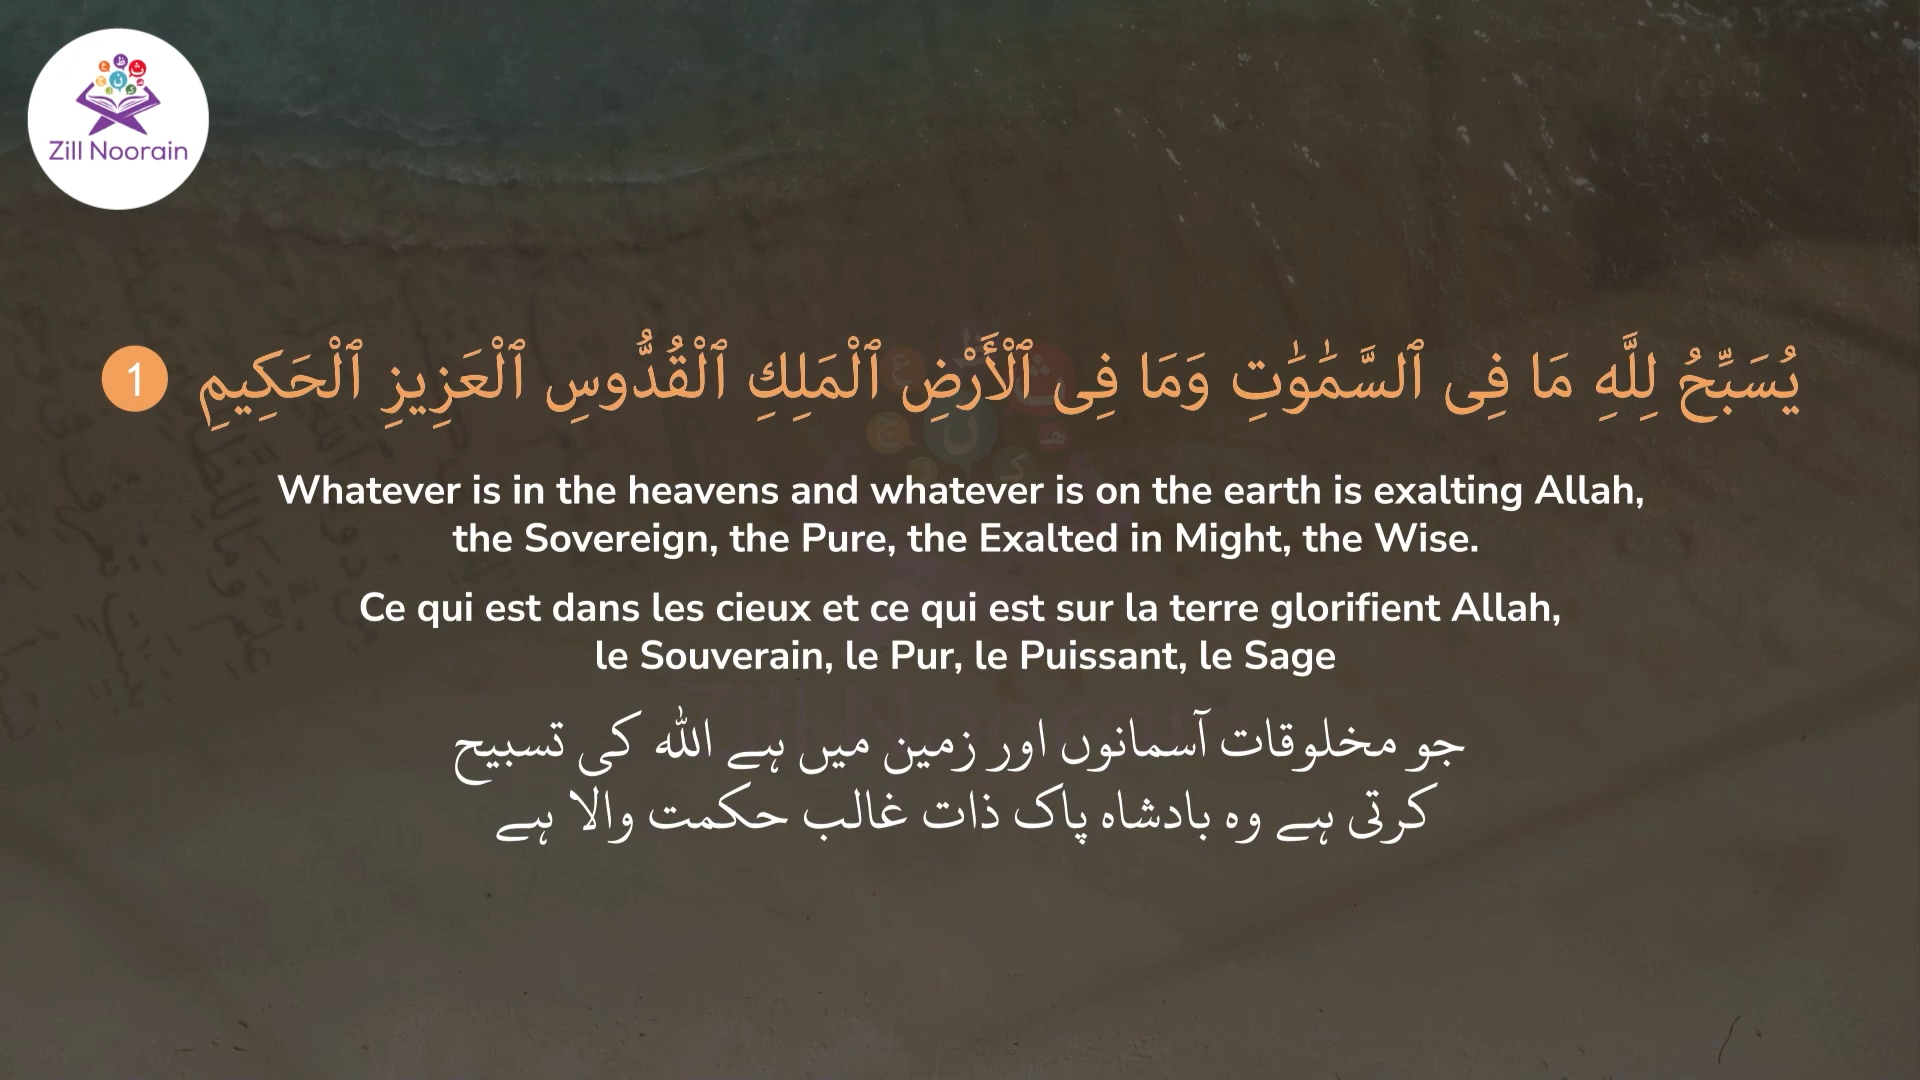 Zill Noorain
يُسَبِّحُ لِلَّهِ مَا فِى ٱلسَّمَٰوَٰتِ وَمَا فِى ٱلْأَرْضِ ٱلْمَلِكِ ٱلْقُدُّوسِ ٱلْعَزِيزِ ٱلْحَكِيمِ 1
Whatever is in the heavens and whatever is on the earth is exalting Allah,
the Sovereign, the Pure, the Exalted in Might, the Wise.
Ce qui est dans les cieux et ce qui est sur la terre glorifient Allah,
le Souverain, le Pur, le Puissant, le Sage
جو مخلوقات آسمانوں اور زمین میں ہے اللہ کی تسبیح
کرتی ہے وہ بادشاہ پاک ذات غالب حکمت والا ہے